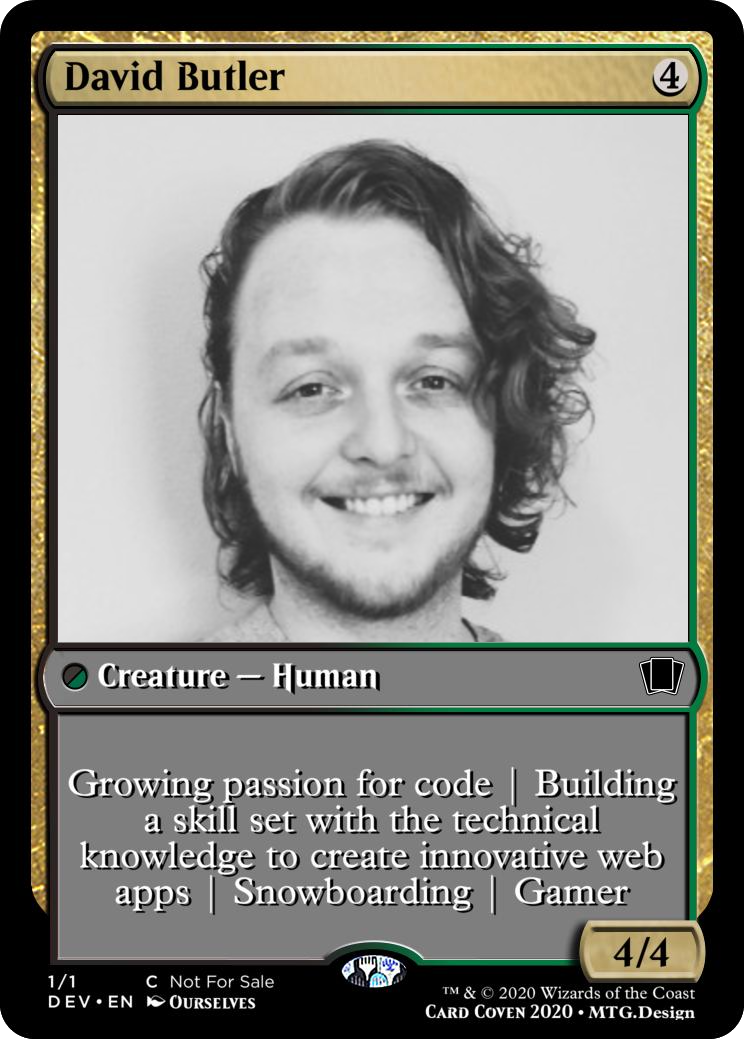 David Butler
4
Creature — Human
Growing passion for code | Building
a skill set with the technical
knowledge to create innovative web
apps | Snowboarding | Gamer
4/4
1/1 C Not For Sale
DEV • EN OURSELVES
™ & © 2020 Wizards of the Coast
CARD COVEN 2020 • MTG.Design